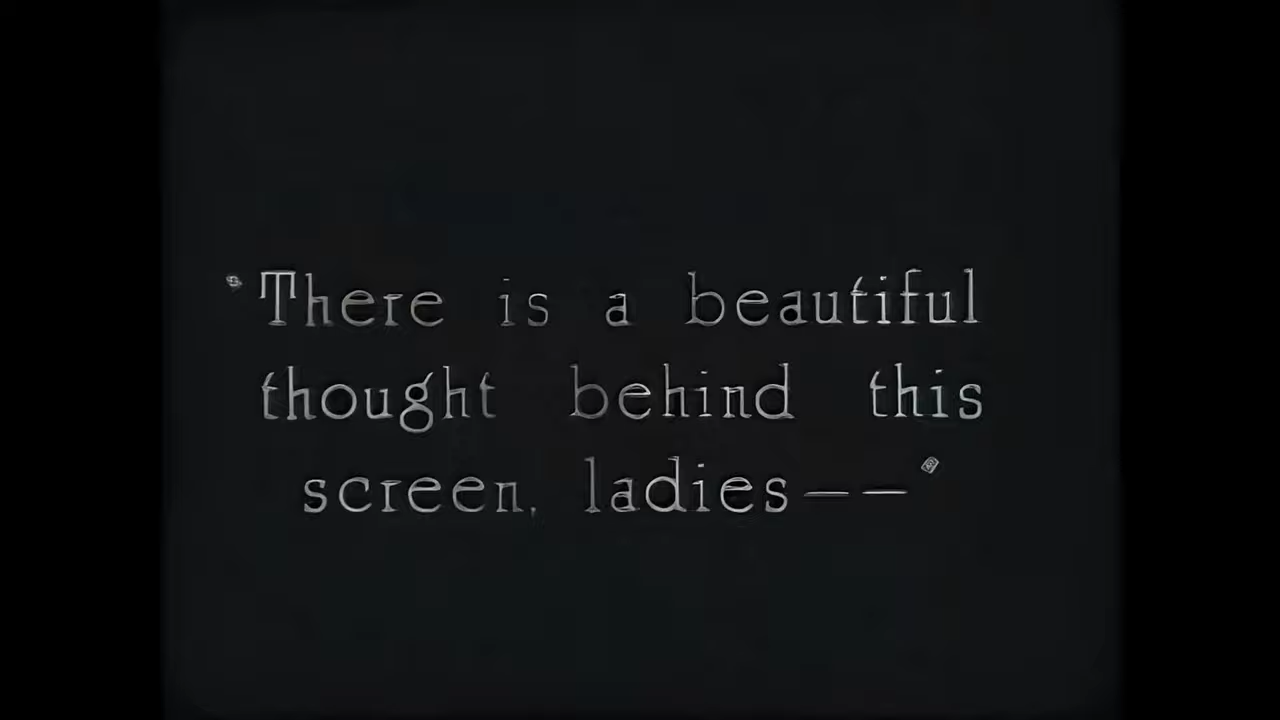 "There is a beautiful
thought behind this
screen, ladies——"